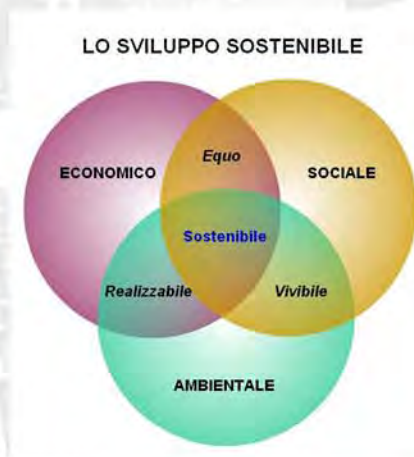 LO SVILUPPO SOSTENIBILE
Equo
ECONOMICO
SOCIALE
Sostenibile
Realizzabile
Vivibile
AMBIENTALE